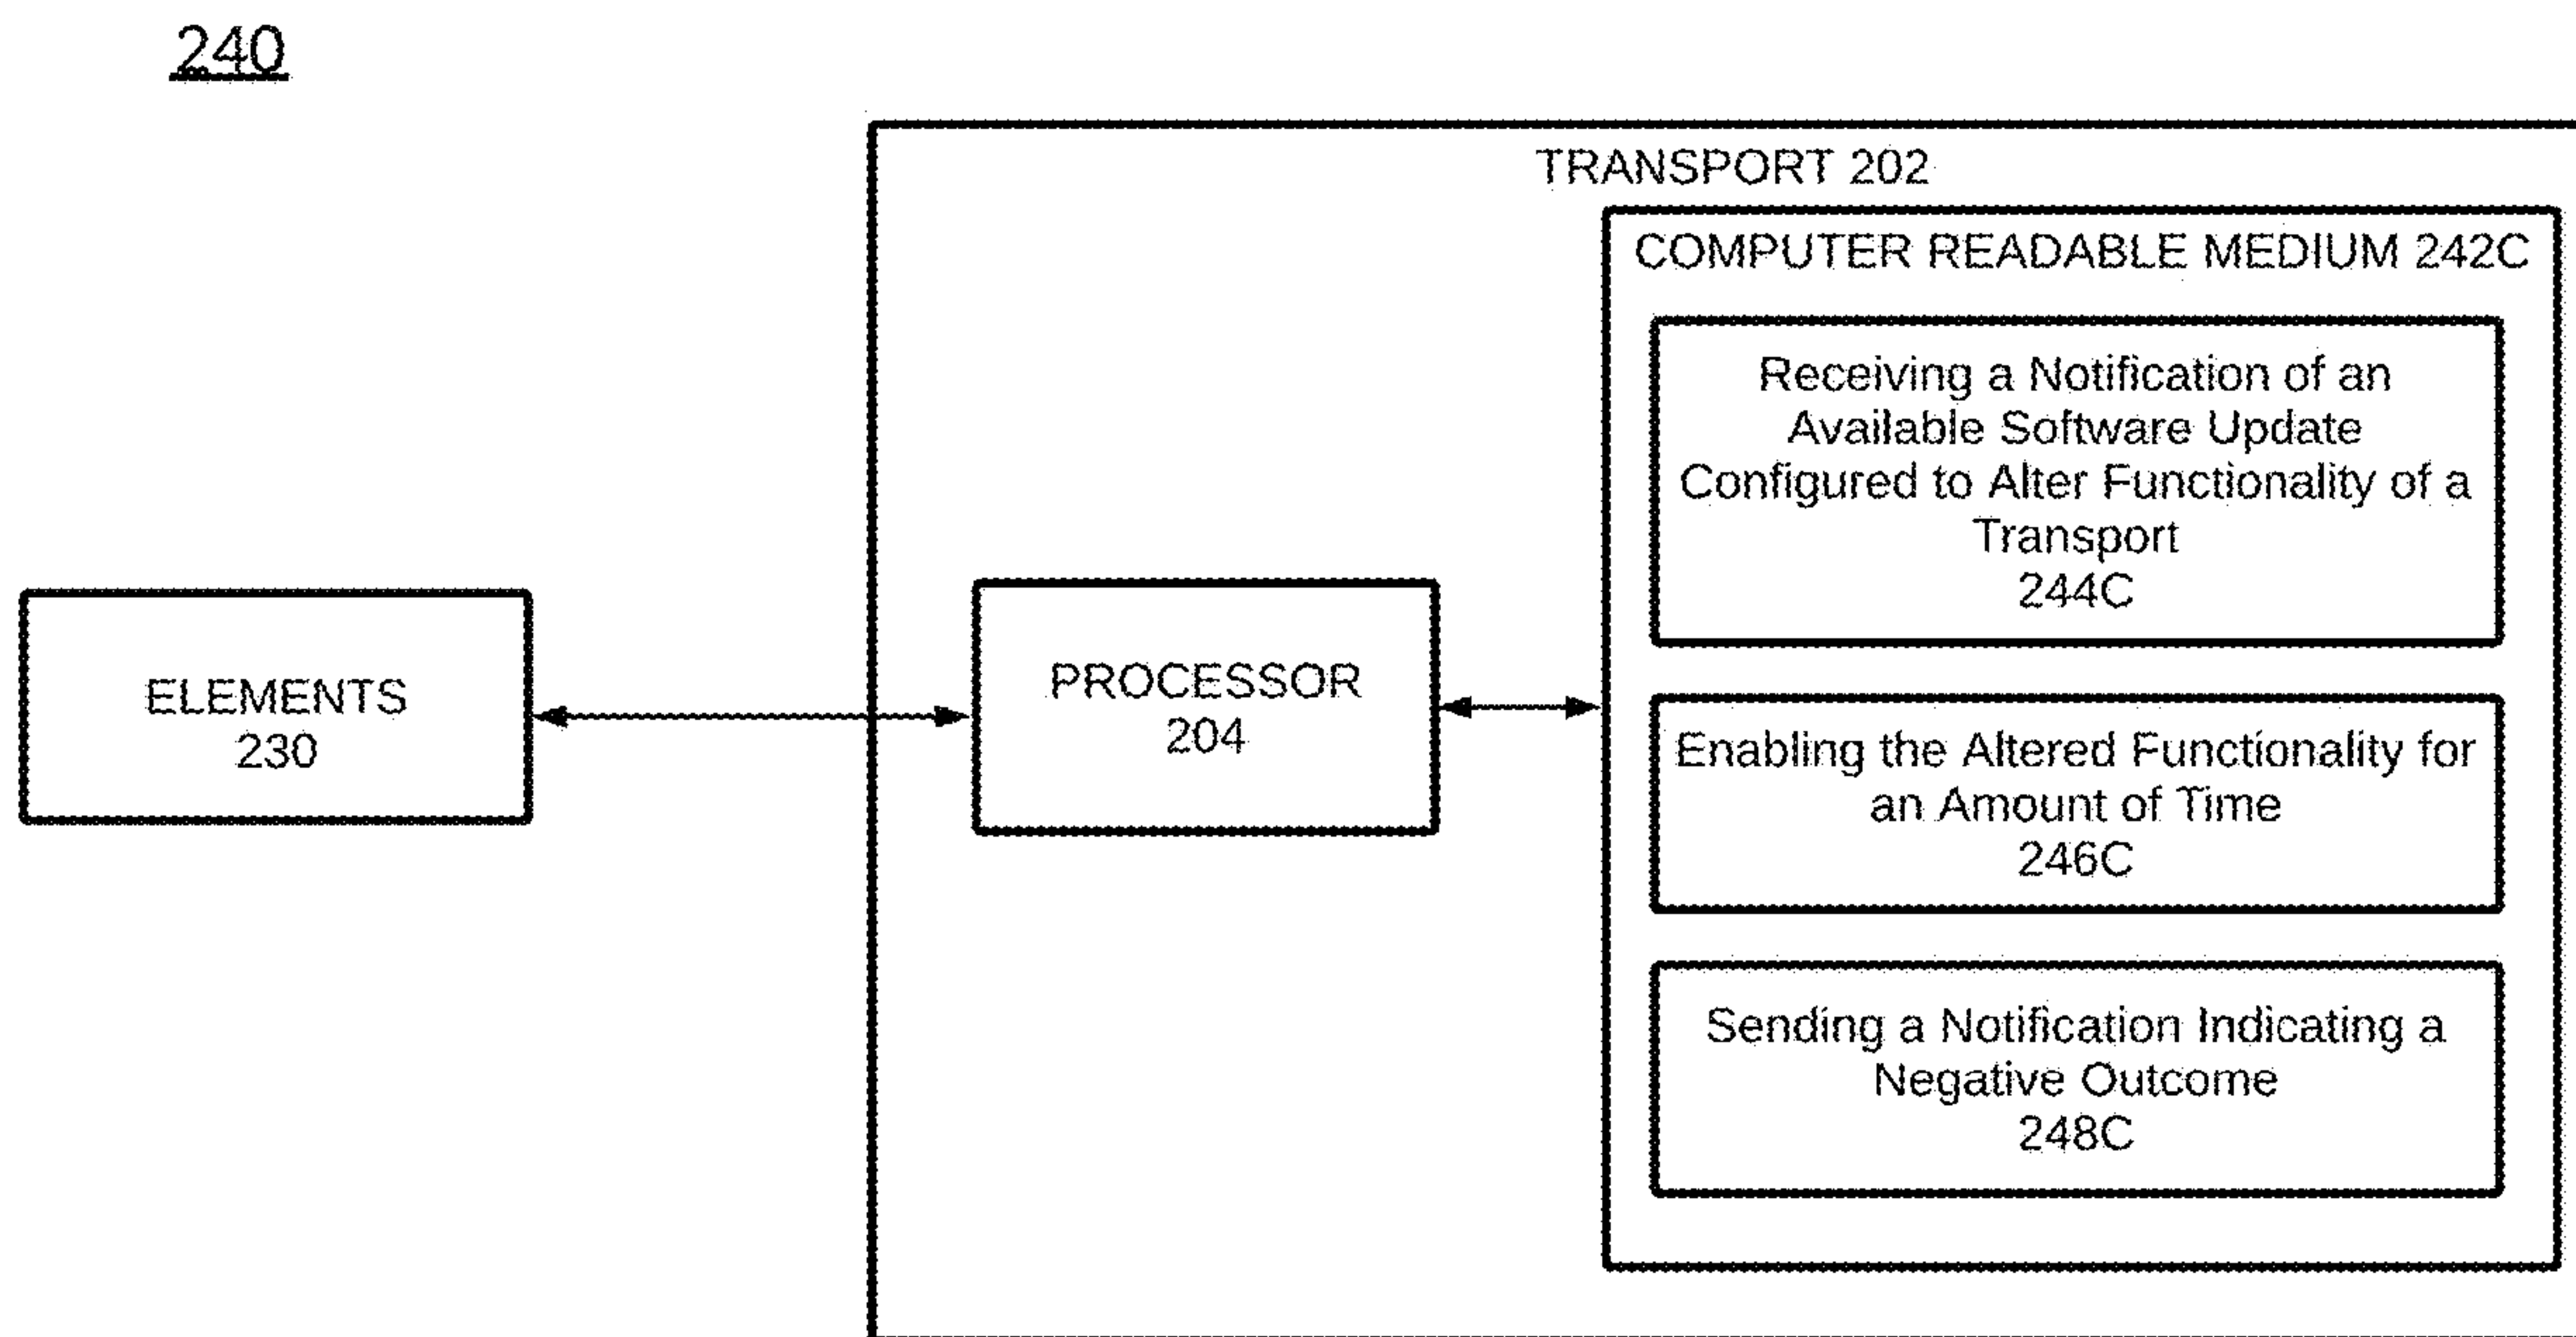 240
TRANSPORT 202
COMPUTER READABLE MEDIUM 242C
Receiving a Notification of an
Available Software Update
Configured to Alter Functionality of a
Transport
244C
ELEMENTS
230
PROCESSOR
204
Enabling the Altered Functionality for
an Amount of Time
246C
Sending a Notification Indicating a
Negative Outcome
248C